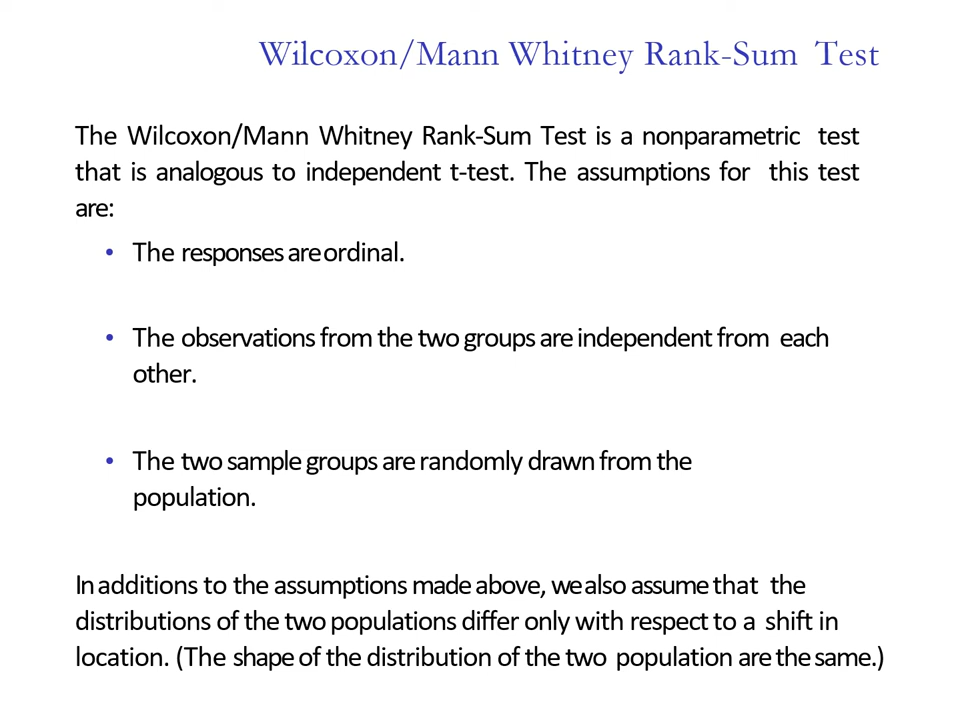 Wilcoxon/Mann Whitney Rank-Sum Test
The Wilcoxon/Mann Whitney Rank-Sum Test is a nonparametric test
that is analogous to independent t-test. The assumptions for this test
are:
• The responses are ordinal.
• The observations from the two groups are independent from each
other.
• The two sample groups are randomly drawn from the
population.
In additions to the assumptions made above, we also assume that the
distributions of the two populations differ only with respect to a shift in
location. (The shape of the distribution of the two population are the same.)